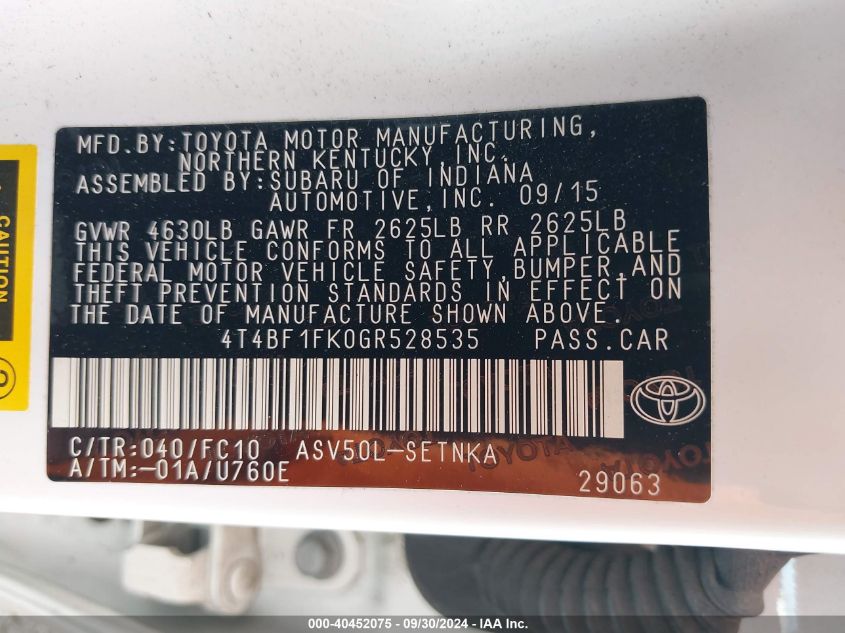 MFD.BY:TOYOTA MOTOR MANUFACTURING,
NORTHERN KENTUCKY,INC.
ASSEMBLED BY:SUBARU OF INDIANA
AUTOMOTIVE,INC. 09/15
GVWR 4630LB GAWR FR 2625LB RR 2625LB
THIS VEHICLE CONFORMS TO ALL APPLICABLE
FEDERAL MOTOR VEHICLE SAFETY,BUMPER,AND
THEFT PREVENTION STANDARDS IN EFFECT ON
THE DATE OF MANUFACTURE SHOWN ABOVE.
4T4BF1FK0GR528535 PASS.CAR
C/TR:040/FC10 ASV50L-SETNKA
A/TM:-01A/U760E
29063
CAUTION
TOYOTA
000-40452075 - 09/30/2024 - IAA Inc.